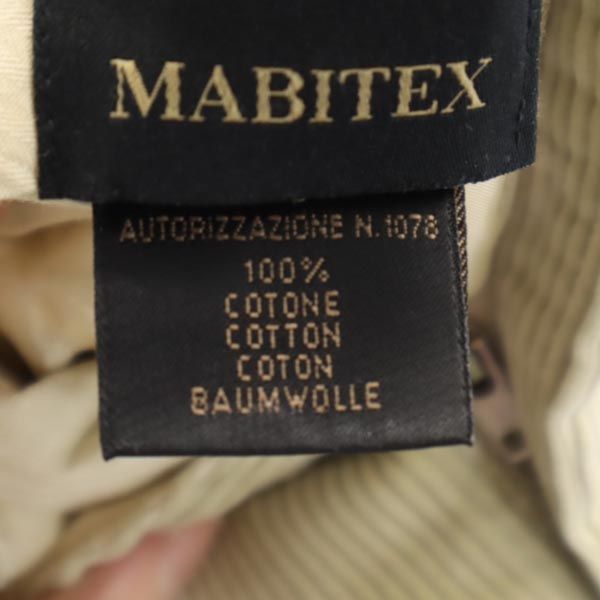 MABITEX
AUTORIZZAZIONE N.1078
100%
COTONE
COTTON
COTON
BAUMWOLLE